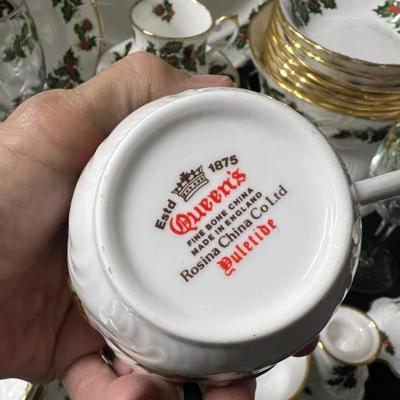 Estd 1875
Queen's
FINE BONE CHINA
MADE IN ENGLAND
Rosina China Co Ltd
Yuletide